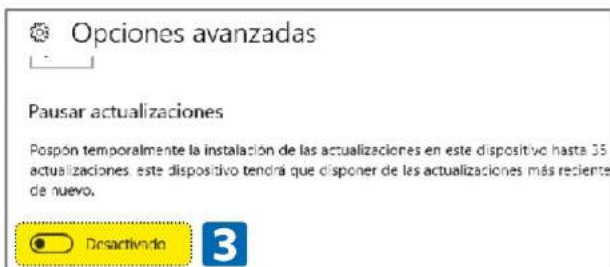 Opciones avanzadas
Pausar actualizaciones
Pospón temporalmente la instalación de las actualizaciones en este dispositivo hasta 35
actualizaciones, este dispositivo tendrá que disponer de las actualizaciones más reciente
de nuevo.
Desactivado
3